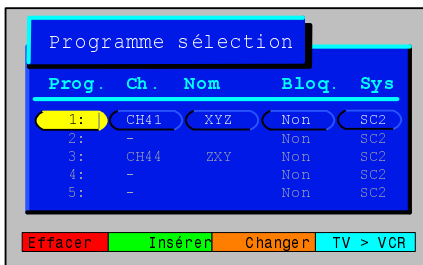 Programme sélection
Prog. Ch. Nom Bloq. Sys
1: CH41 XYZ Non SC2
2: - Non SC2
3: CH44 ZXY Non SC2
4: - Non SC2
5: - Non SC2
Effacer Insérer Changer TV > VCR